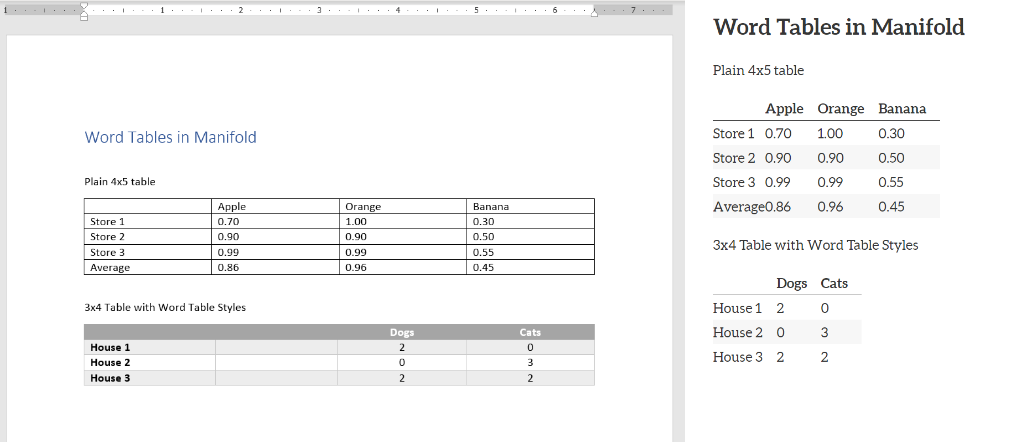 1 1 2 3 4 5 6 7
Word Tables in Manifold
Plain 4x5 table
Apple Orange Banana
Store 1 0.70 1.00 0.30
Store 2 0.90 0.90 0.50
Store 3 0.99 0.99 0.55
Average 0.86 0.96 0.45
3x4 Table with Word Table Styles
Dogs Cats
House 1 2 0
House 2 0 3
House 3 2 2
Word Tables in Manifold
Plain 4x5 table
Apple Orange Banana
Store 1 0.70 1.00 0.30
Store 2 0.90 0.90 0.50
Store 3 0.99 0.99 0.55
Average0.86 0.96 0.45
3x4 Table with Word Table Styles
Dogs Cats
House 1 2 0
House 2 0 3
House 3 2 2